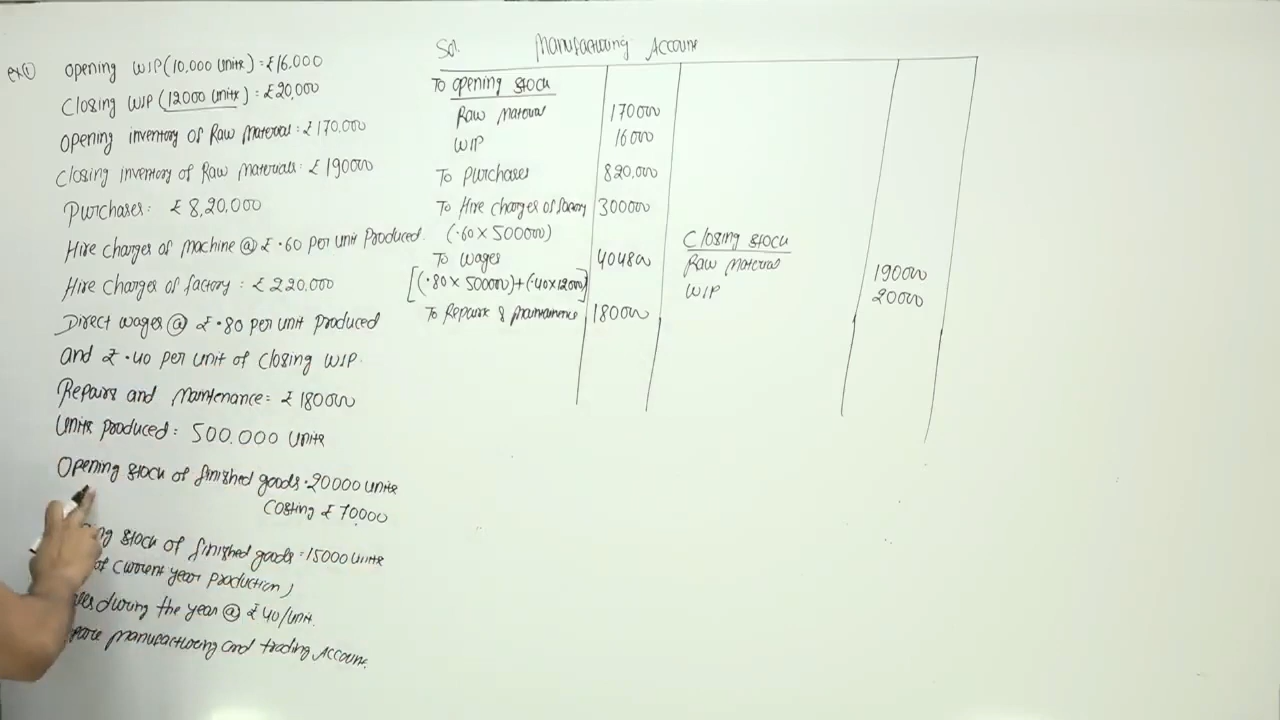 ex①
Opening WIP (10,000 units) = ₹16,000
Closing WIP (12000 units) = ₹20,000
Opening inventory of Raw Material = ₹170,000
Closing inventory of Raw Materials = ₹190000
Purchases: ₹8,20,000
Hire charges of machine @ ₹.60 per unit Produced.
Hire charges of factory : ₹220,000
Direct wages @ ₹.80 per unit produced
and ₹.40 per unit of closing WIP.
Repairs and Maintenance = ₹180000
Units produced : 500.000 units
Opening stock of finished goods . 20000 units
Costing ₹70,000
ing stock of finished goods = 15000 units
of current year production)
during the year @ ₹40/unit.
manufacturing and trading Account.
Sol. Manufacturing Account
To opening stock
Raw Material 170000
WIP 16000
To Purchases 820,000
To Hire charges of factory 300000
(.60 x 500000)
To wages 404800
[(.80 x 500000) + (.40 x 12000)]
To Repairs & Maintenance 180000
Closing stock
Raw Material 190000
WIP 20000